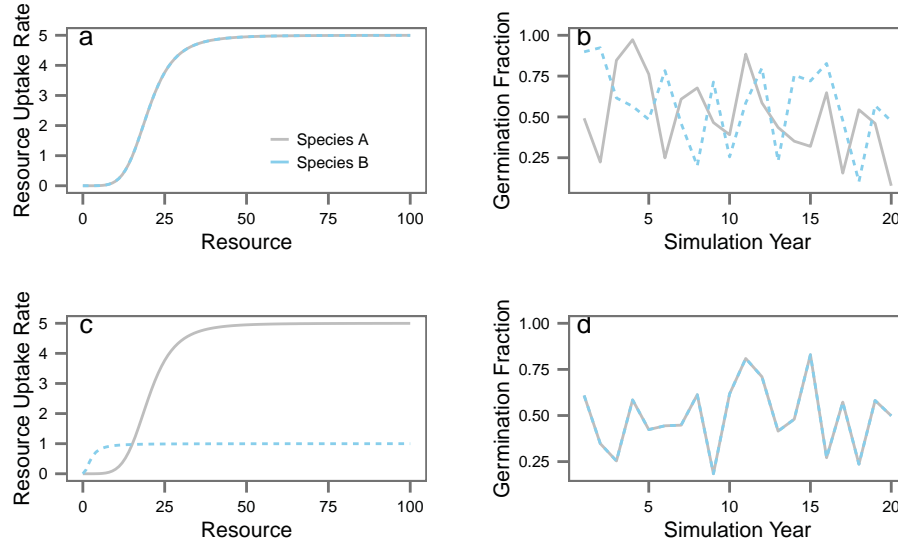 a
Resource Uptake Rate
5
4
3
2
1
0
Species A
Species B
0 25 50 75 100
Resource
b
Germination Fraction
1.00
0.75
0.50
0.25
5 10 15 20
Simulation Year
c
Resource Uptake Rate
5
4
3
2
1
0
0 25 50 75 100
Resource
d
Germination Fraction
1.00
0.75
0.50
0.25
5 10 15 20
Simulation Year